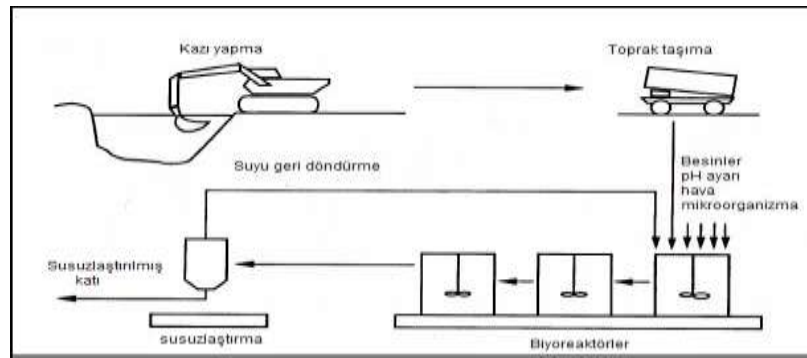 Kazı yapma
Toprak taşıma
Besinler
pH ayarı
hava
mikroorganizma
Suyu geri döndürme
Susuzlaştırılmış
katı
susuzlaştırma
Biyoreaktörler